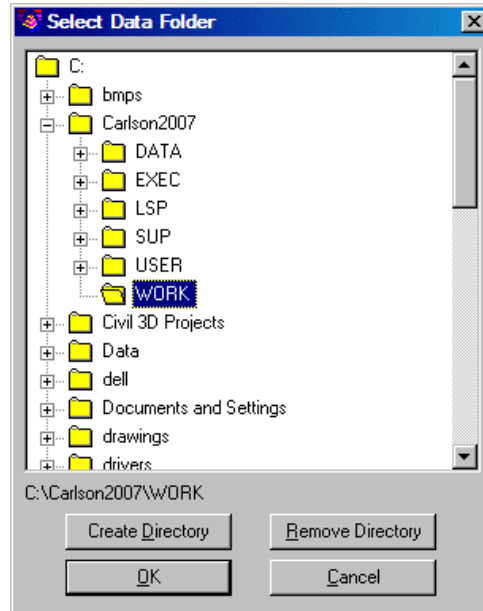 Select Data Folder
C:
bmps
Carlson2007
DATA
EXEC
LSP
SUP
USER
WORK
Civil 3D Projects
Data
dell
Documents and Settings
drawings
drivers
C:\Carlson2007\WORK
Create Directory Remove Directory
OK Cancel